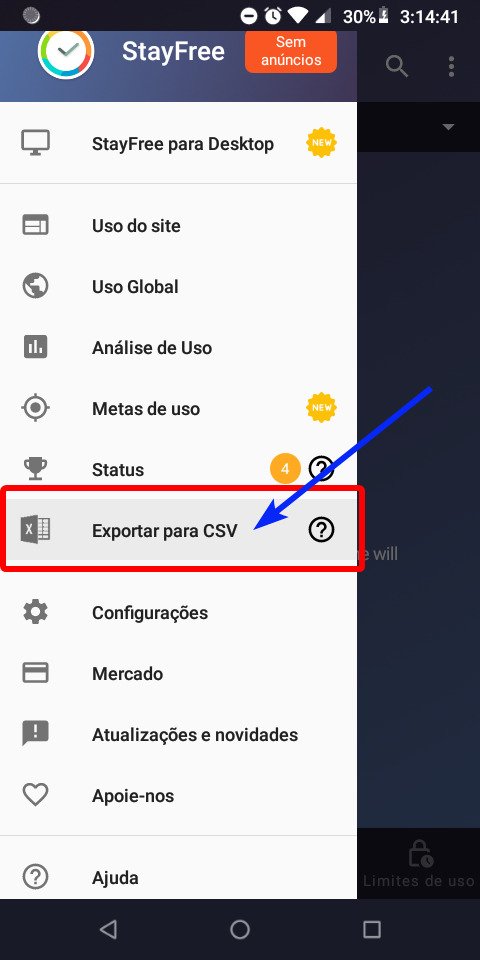 30% 3:14:41
StayFree
Sem
anúncios
StayFree para Desktop NEW
Uso do site
Uso Global
Análise de Uso
Metas de uso NEW
Status 4 ?
X Exportar para CSV ?
e will
Configurações
Mercado
Atualizações e novidades
Apoie-nos
? Ajuda
Limites de uso